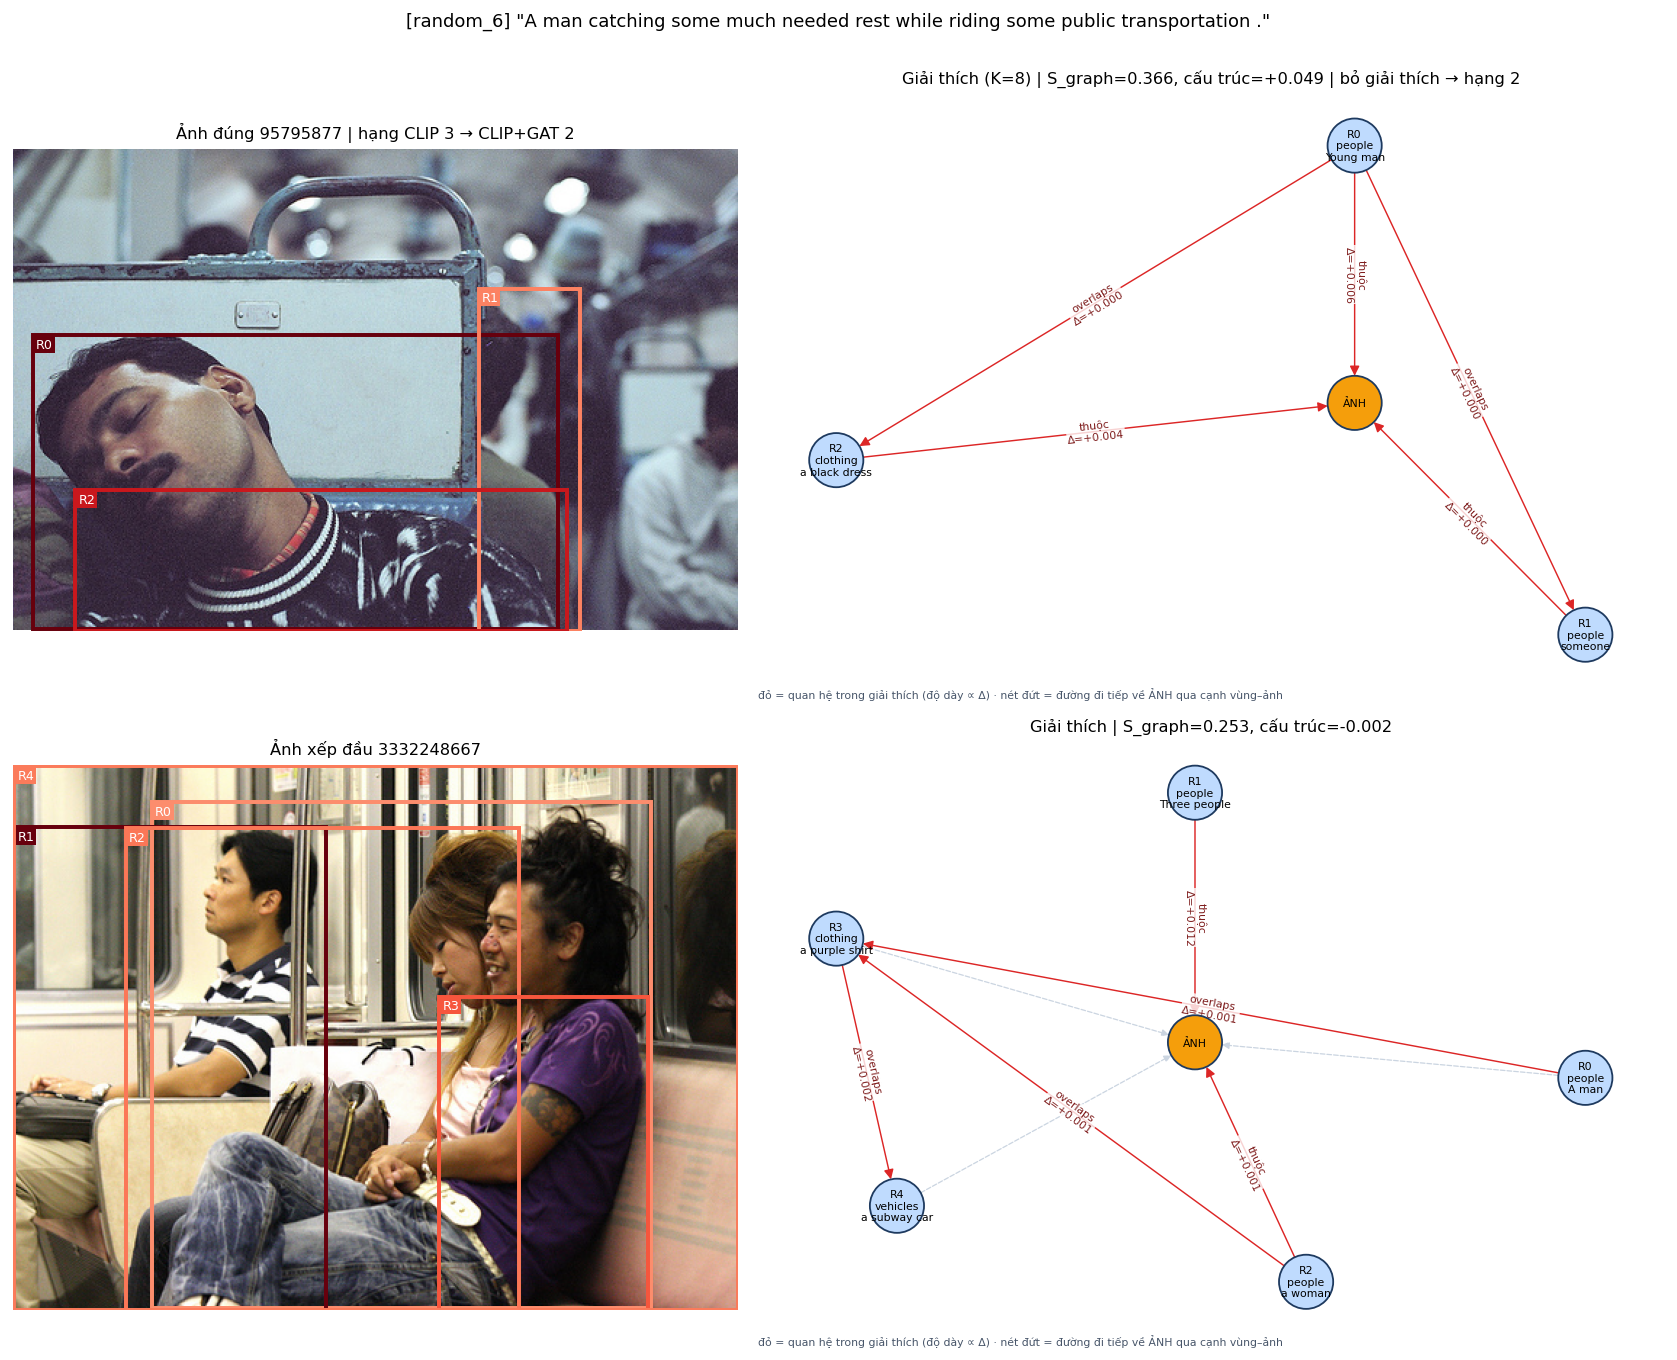 [random_6] "A man catching some much needed rest while riding some public transportation ."
Giải thích (K=8) | S_graph=0.366, cấu trúc=+0.049 | bỏ giải thích → hạng 2
Ảnh đúng 95795877 | hạng CLIP 3 → CLIP+GAT 2
R0
R1
R2
R0
people
Young man
overlaps
Δ=+0.000
thuộc
Δ=+0.006
overlaps
Δ=+0.000
ẢNH
thuộc
Δ=+0.004
R2
clothing
a black dress
thuộc
Δ=+0.000
R1
people
someone
đỏ = quan hệ trong giải thích (độ dày ∝ Δ) · nét đứt = đường đi tiếp về ẢNH qua cạnh vùng–ảnh
Giải thích | S_graph=0.253, cấu trúc=-0.002
Ảnh xếp đầu 3332248667
R4
R0
R1
R2
R3
R1
people
Three people
thuộc
Δ=+0.012
R3
clothing
a purple shirt
overlaps
Δ=+0.001
ẢNH
R0
people
A man
overlaps
Δ=+0.002
overlaps
Δ=+0.001
thuộc
Δ=+0.001
R4
vehicles
a subway car
R2
people
a woman
đỏ = quan hệ trong giải thích (độ dày ∝ Δ) · nét đứt = đường đi tiếp về ẢNH qua cạnh vùng–ảnh